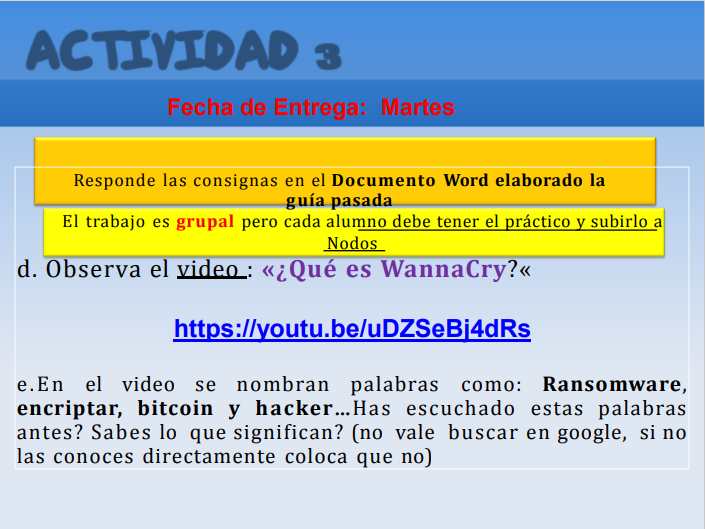 ACTIVIDAD 3
Fecha de Entrega: Martes
Responde las consignas en el Documento Word elaborado la
guía pasada
El trabajo es grupal pero cada alumno debe tener el práctico y subirlo a
Nodos
d. Observa el video : «¿Qué es WannaCry?«
https://youtu.be/uDZSeBj4dRs
e.En el video se nombran palabras como: Ransomware,
encriptar, bitcoin y hacker…Has escuchado estas palabras
antes? Sabes lo que significan? (no vale buscar en google, si no
las conoces directamente coloca que no)